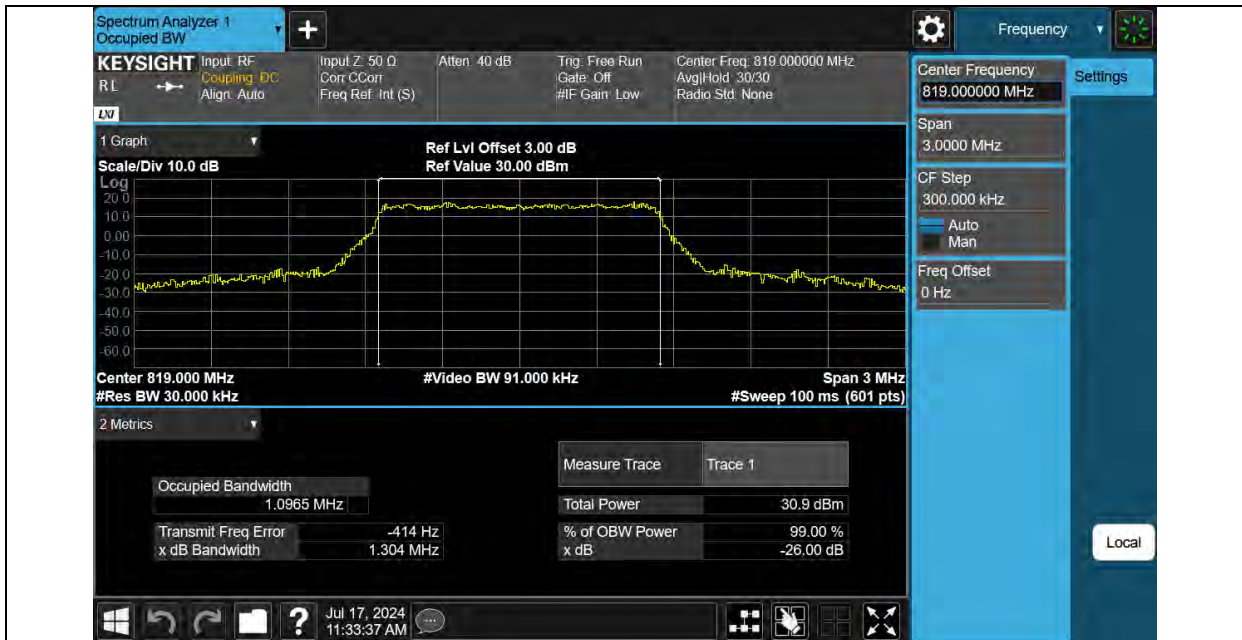 Spectrum Analyzer 1
Occupied BW
Frequency
KEYSIGHT
Input: RF
Coupling: DC
Align: Auto
Input Z: 50 Ω
Corr CCorr
Freq Ref: Int (S)
Atten: 40 dB
Trig: Free Run
Gate: Off
#IF Gain: Low
Center Freq: 819.000000 MHz
Avg|Hold: 30/30
Radio Std: None
RL
LXI
Center Frequency
819.000000 MHz
Settings
Span
3.0000 MHz
CF Step
300.000 kHz
Auto
Man
Freq Offset
0 Hz
Local
1 Graph
Scale/Div 10.0 dB
Ref Lvl Offset 3.00 dB
Ref Value 30.00 dBm
Log
20.0
10.0
0.00
-10.0
-20.0
-30.0
-40.0
-50.0
-60.0
Center 819.000 MHz
#Video BW 91.000 kHz
Span 3 MHz
#Res BW 30.000 kHz
#Sweep 100 ms (601 pts)
2 Metrics
Measure Trace
Trace 1
Occupied Bandwidth
1.0965 MHz
Total Power
30.9 dBm
Transmit Freq Error
-414 Hz
% of OBW Power
99.00 %
x dB Bandwidth
1.304 MHz
x dB
-26.00 dB
?
Jul 17, 2024
11:33:37 AM